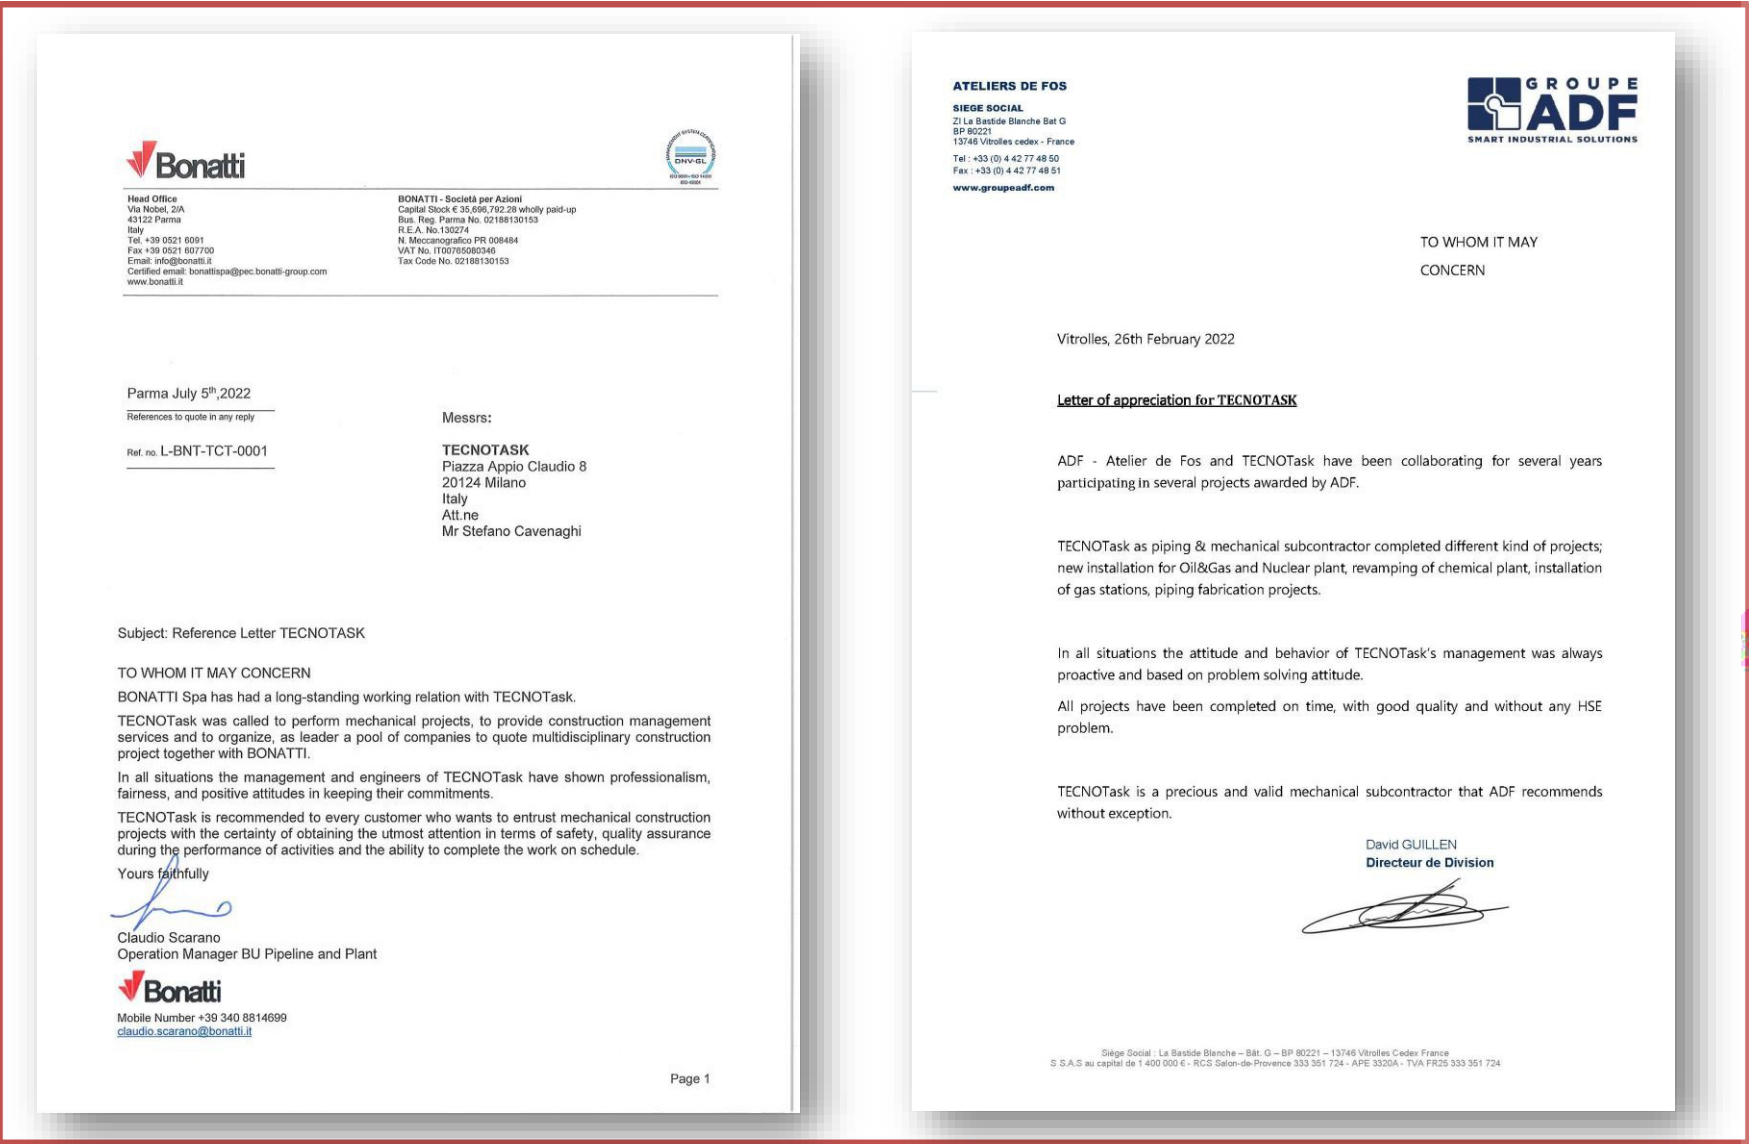 Bonatti
MANAGEMENT SYSTEM CERTIFICATION
DNV·GL
ISO 9001 • ISO 14001
Head Office
Via Nobel, 2/A
43122 Parma
Italy
Tel. +39 0521 6091
Fax +39 0521 607700
Email: info@bonatti.it
Certified email: bonattispa@pec.bonatti-group.com
www.bonatti.it
BONATTI - Società per Azioni
Capital Stock € 35,696,792.28 wholly paid-up
Bus. Reg. Parma No. 02188130153
R.E.A. No.130274
N. Meccanografico PR 008484
VAT No. IT00765080346
Tax Code No. 02188130153
Parma July 5th,2022
References to quote in any reply
Ref. no. L-BNT-TCT-0001
Messrs:
TECNOTASK
Piazza Appio Claudio 8
20124 Milano
Italy
Att.ne
Mr Stefano Cavenaghi
Subject: Reference Letter TECNOTASK
TO WHOM IT MAY CONCERN
BONATTI Spa has had a long-standing working relation with TECNOTask.
TECNOTask was called to perform mechanical projects, to provide construction management
services and to organize, as leader a pool of companies to quote multidisciplinary construction
project together with BONATTI.
In all situations the management and engineers of TECNOTask have shown professionalism,
fairness, and positive attitudes in keeping their commitments.
TECNOTask is recommended to every customer who wants to entrust mechanical construction
projects with the certainty of obtaining the utmost attention in terms of safety, quality assurance
during the performance of activities and the ability to complete the work on schedule.
Yours faithfully
Claudio Scarano
Operation Manager BU Pipeline and Plant
Bonatti
Mobile Number +39 340 8814699
claudio.scarano@bonatti.it
Page 1
ATELIERS DE FOS
SIEGE SOCIAL
ZI La Bastide Blanche Bat G
BP 80221
13746 Vitrolles cedex - France
Tel : +33 (0) 4 42 77 48 50
Fax : +33 (0) 4 42 77 48 51
www.groupeadf.com
GROUPE
ADF
SMART INDUSTRIAL SOLUTIONS
TO WHOM IT MAY
CONCERN
Vitrolles, 26th February 2022
Letter of appreciation for TECNOTASK
ADF - Atelier de Fos and TECNOTask have been collaborating for several years
participating in several projects awarded by ADF.
TECNOTask as piping & mechanical subcontractor completed different kind of projects;
new installation for Oil&Gas and Nuclear plant, revamping of chemical plant, installation
of gas stations, piping fabrication projects.
In all situations the attitude and behavior of TECNOTask's management was always
proactive and based on problem solving attitude.
All projects have been completed on time, with good quality and without any HSE
problem.
TECNOTask is a precious and valid mechanical subcontractor that ADF recommends
without exception.
David GUILLEN
Directeur de Division
Siège Social : La Bastide Blanche – Bât. G – BP 80221 – 13746 Vitrolles Cedex France
S.S.A.S au capital de 1 400 000 € - RCS Salon-de-Provence 333 351 724 - APE 3320A - TVA FR25 333 351 724